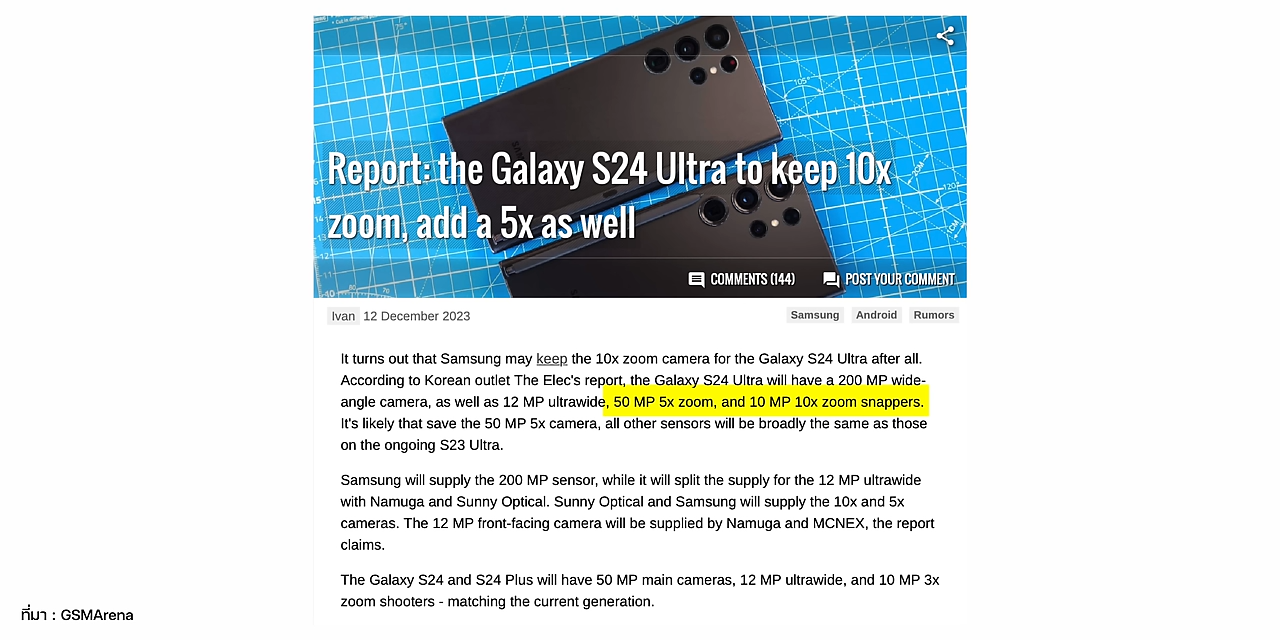 Report: the Galaxy S24 Ultra to keep 10x
zoom, add a 5x as well
COMMENTS (144)
POST YOUR COMMENT
Ivan 12 December 2023
Samsung Android Rumors
It turns out that Samsung may keep the 10x zoom camera for the Galaxy S24 Ultra after all.
According to Korean outlet The Elec's report, the Galaxy S24 Ultra will have a 200 MP wide-
angle camera, as well as 12 MP ultrawide, 50 MP 5x zoom, and 10 MP 10x zoom snappers.
It's likely that save the 50 MP 5x camera, all other sensors will be broadly the same as those
on the ongoing S23 Ultra.
Samsung will supply the 200 MP sensor, while it will split the supply for the 12 MP ultrawide
with Namuga and Sunny Optical. Sunny Optical and Samsung will supply the 10x and 5x
cameras. The 12 MP front-facing camera will be supplied by Namuga and MCNEX, the report
claims.
The Galaxy S24 and S24 Plus will have 50 MP main cameras, 12 MP ultrawide, and 10 MP 3x
zoom shooters - matching the current generation.
ที่มา : GSMArena